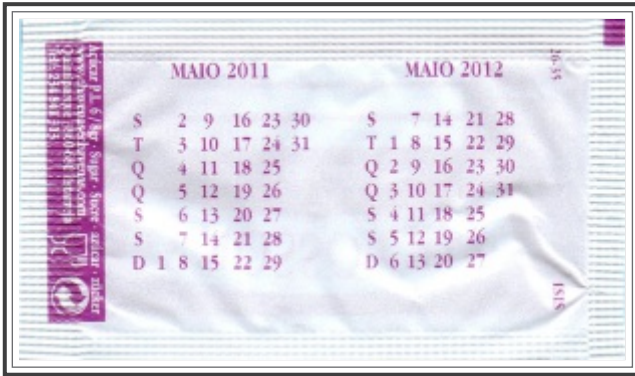 MAIO 2011
S 2 9 16 23 30
T 3 10 17 24 31
Q 4 11 18 25
Q 5 12 19 26
S 6 13 20 27
S 7 14 21 28
D 1 8 15 22 29
MAIO 2012
S 7 14 21 28
T 1 8 15 22 29
Q 2 9 16 23 30
Q 3 10 17 24 31
S 4 11 18 25
S 5 12 19 26
D 6 13 20 27
ISIS